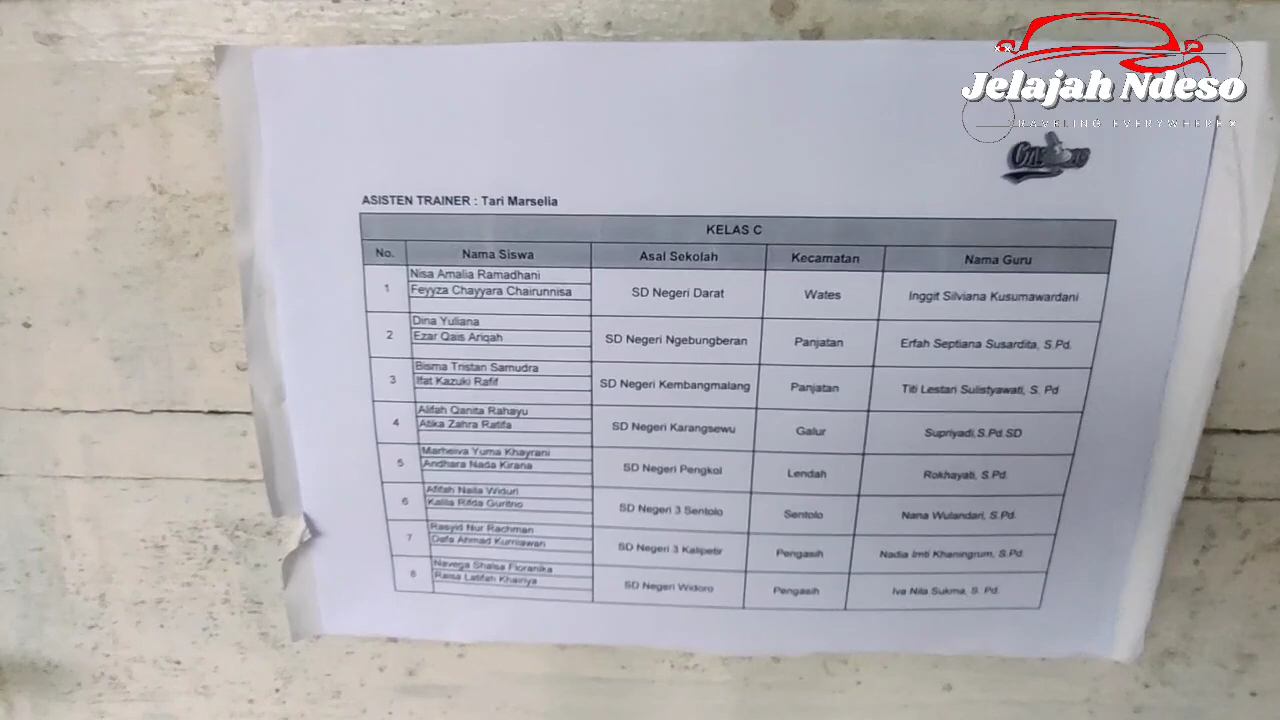 Jelajah Ndeso
TRAVELING EVERYWHERE
ASISTEN TRAINER : Tari Marselia
KELAS C
No. Nama Siswa Asal Sekolah Kecamatan Nama Guru
1 Nisa Amalia Ramadhani
Feyyza Chayyara Chairunnisa SD Negeri Darat Wates Inggit Silviana Kusumawardani
2 Dina Yuliana
Ezar Qais Ariqah SD Negeri Ngebungberan Panjatan Erfah Septiana Susardita, S.Pd.
3 Bisma Tristan Samudra
Ifat Kazuki Rafif SD Negeri Kembangmalang Panjatan Titi Lestari Sulistyawati, S. Pd
4 Alifah Qanita Rahayu
Atika Zahra Ratifa SD Negeri Karangsewu Galur Supriyadi,S.Pd.SD
5 Marheiva Yuma Khayrani
Andhara Nada Kirana SD Negeri Pengkol Lendah Rokhayati, S.Pd.
6 Afifah Naila Widuri
Kalila Rifda SD Negeri 3 Sentolo Sentolo Nana Wulandari, S.Pd.
7 Rasyid Nur Rachman
Dafa Ahmad Kurniawan SD Negeri 3 Kalipetir Pengasih Nadia Imti Khaningrum, S.Pd.
8 Navega Shalsa Fioranika
Raisa Latifah Khairiya SD Negeri Widoro Pengasih Iva Nila Sukma, S. Pd.